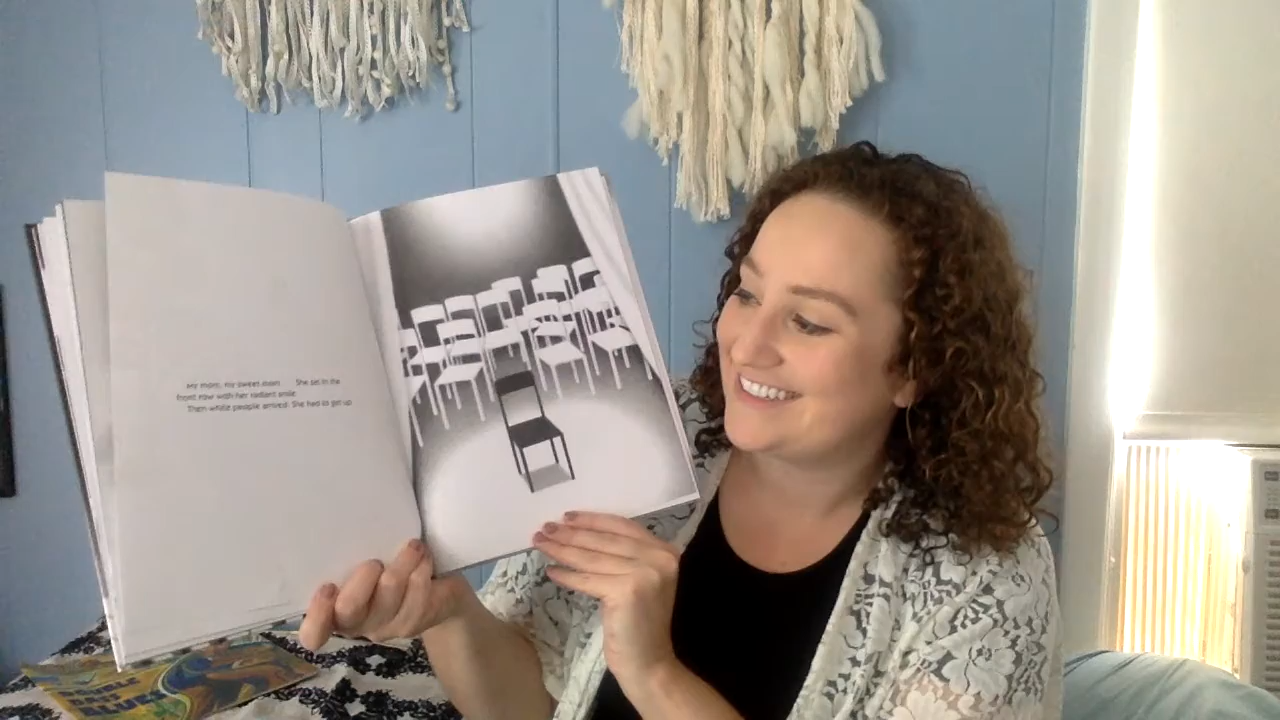 My mom, my sweet mom    She sat in the
front row with her radiant smile
Then white people arrived. She had to get up
BLUE